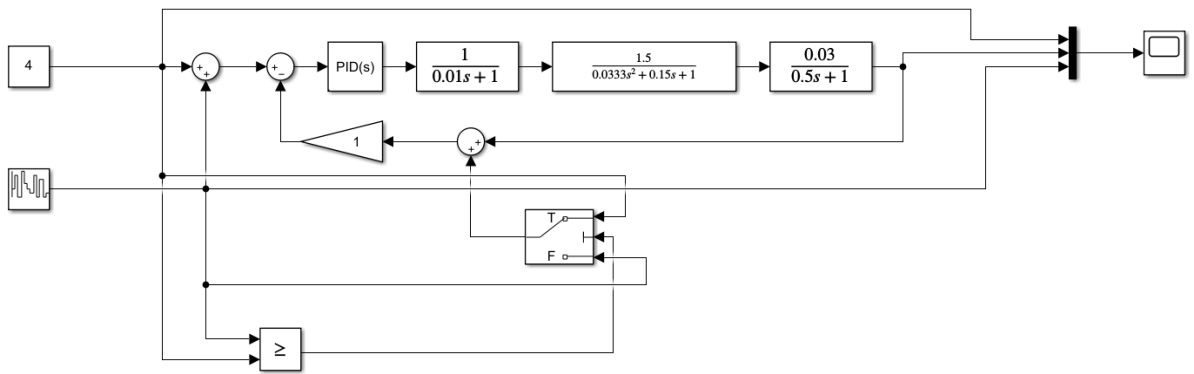 4
+
+
+
−
PID(s)
1
0.01s + 1
1.5
0.0333s² + 0.15s + 1
0.03
0.5s + 1
1
+
+
T
F
≥